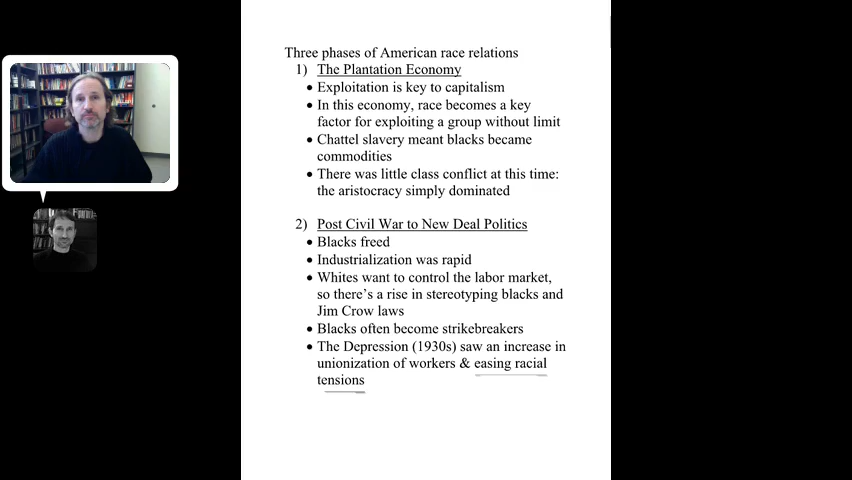 Three phases of American race relations
1) The Plantation Economy
• Exploitation is key to capitalism
• In this economy, race becomes a key
factor for exploiting a group without limit
• Chattel slavery meant blacks became
commodities
• There was little class conflict at this time:
the aristocracy simply dominated
2) Post Civil War to New Deal Politics
• Blacks freed
• Industrialization was rapid
• Whites want to control the labor market,
so there's a rise in stereotyping blacks and
Jim Crow laws
• Blacks often become strikebreakers
• The Depression (1930s) saw an increase in
unionization of workers & easing racial
tensions